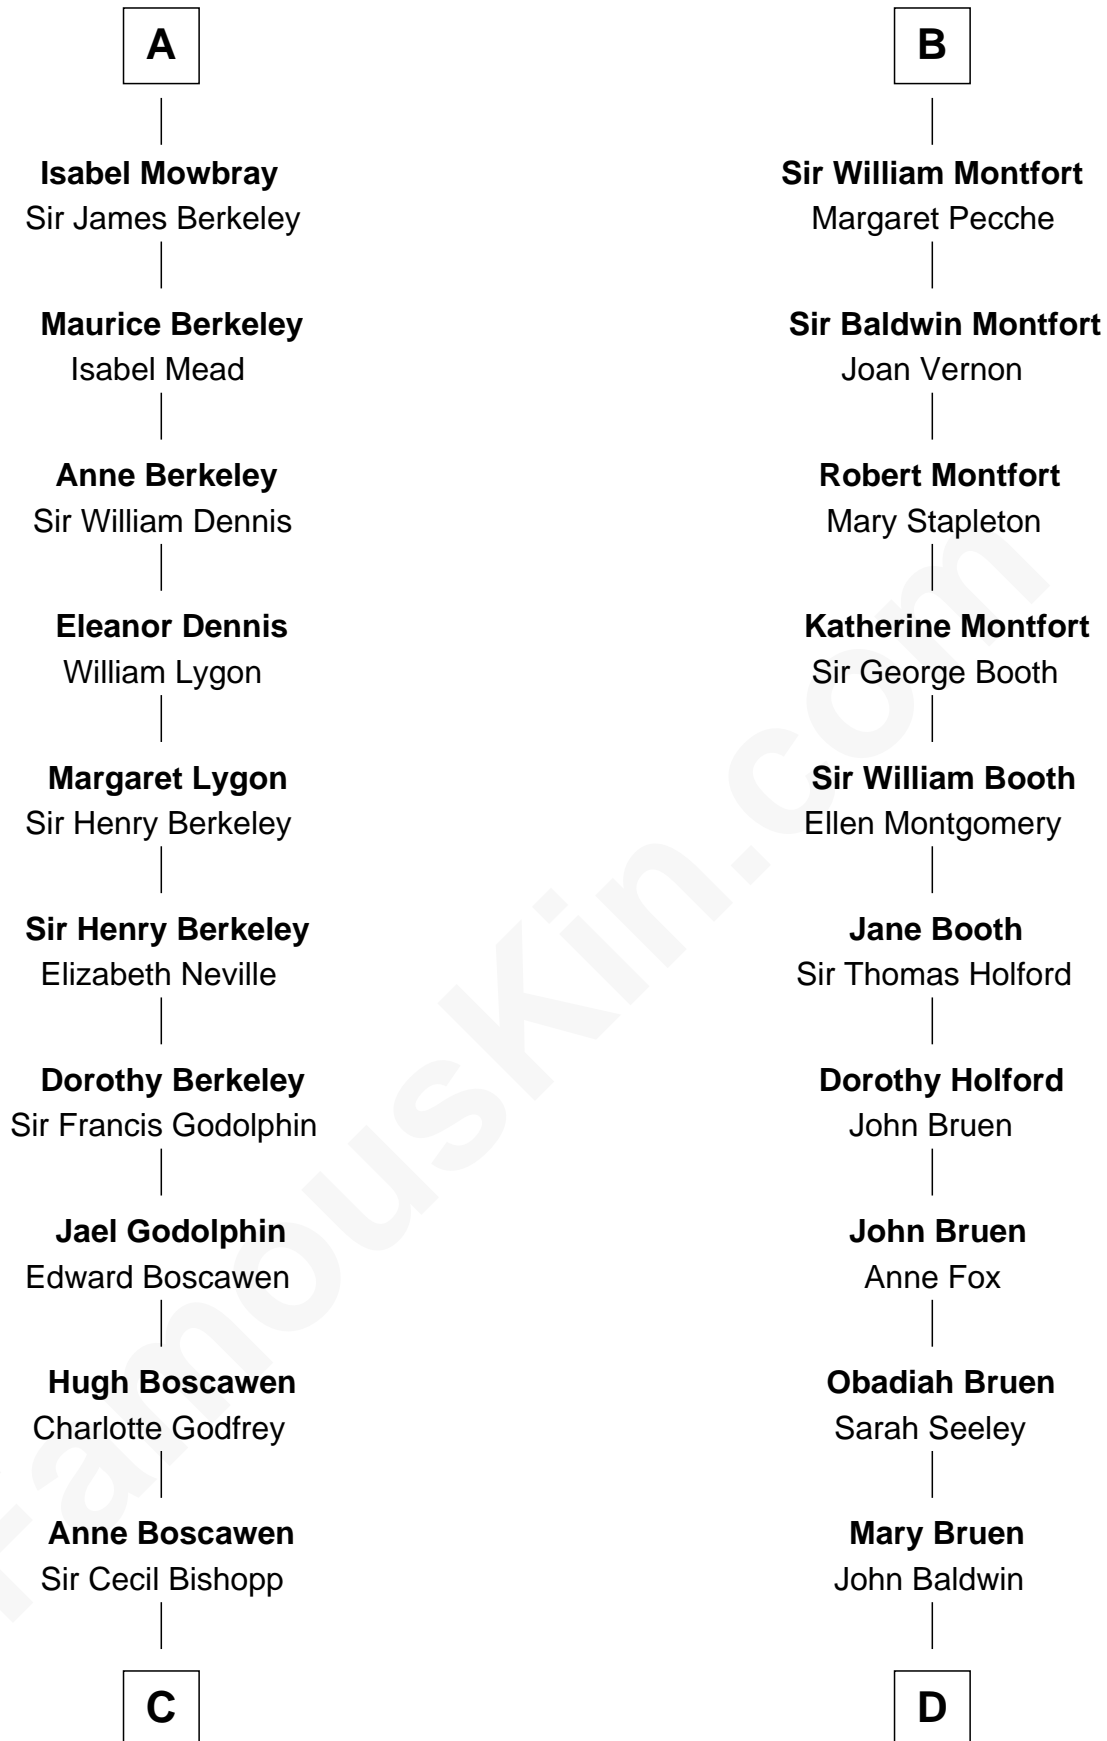 A
Isabel Mowbray
Sir James Berkeley
Maurice Berkeley
Isabel Mead
Anne Berkeley
Sir William Dennis
Eleanor Dennis
William Lygon
Margaret Lygon
Sir Henry Berkeley
Sir Henry Berkeley
Elizabeth Neville
Dorothy Berkeley
Sir Francis Godolphin
Jael Godolphin
Edward Boscawen
Hugh Boscawen
Charlotte Godfrey
Anne Boscawen
Sir Cecil Bishopp
C
B
Sir William Montfort
Margaret Pecche
Sir Baldwin Montfort
Joan Vernon
Robert Montfort
Mary Stapleton
Katherine Montfort
Sir George Booth
Sir William Booth
Ellen Montgomery
Jane Booth
Sir Thomas Holford
Dorothy Holford
John Bruen
John Bruen
Anne Fox
Obadiah Bruen
Sarah Seeley
Mary Bruen
John Baldwin
D
FamousKin.com